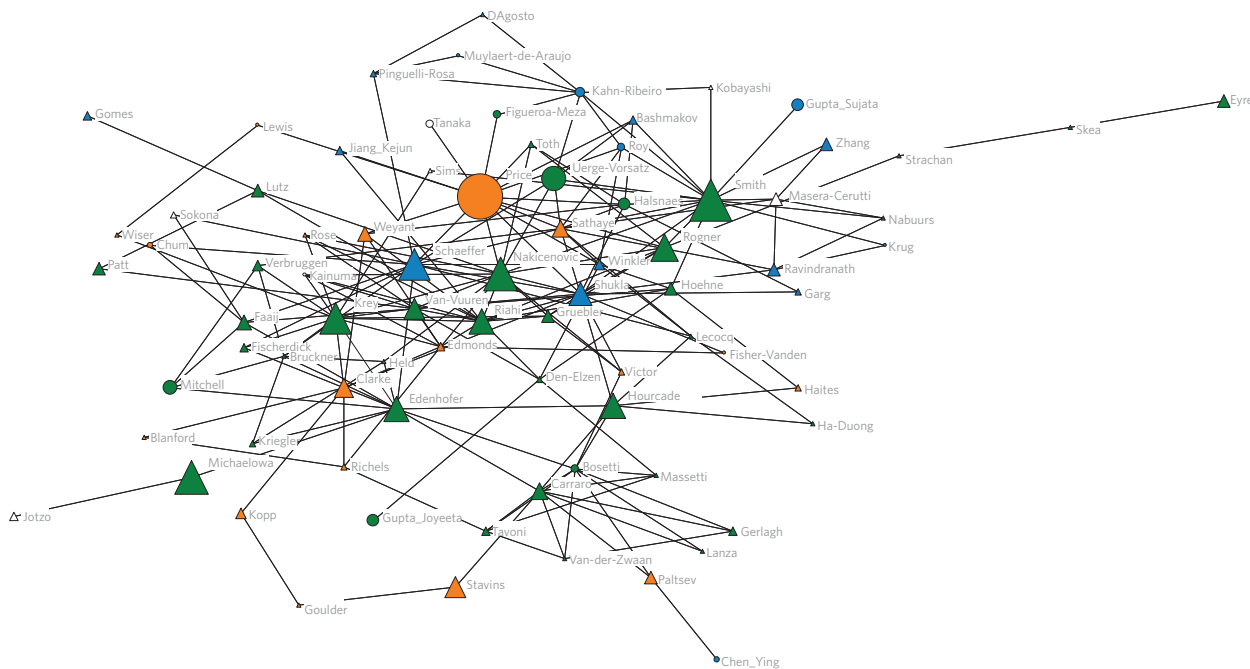 DAgosto
Muylaert-de-Araujo
Pinguelli-Rosa
Kahn-Ribeiro
Kobayashi
Eyre
Gupta_Sujata
Gomes
Figueroa-Meza
Bashmakov
Tanaka
Lewis
Skea
Toth
Zhang
Roy
Jiang_Kejun
Strachan
Sims
Price
Uerge-Vorsatz
Smith
Lutz
Masera-Cerutti
Halsnaes
Sokona
Nabuurs
Sathaye
Weyant
Wiser
Rose
Rogner
Chum
Krug
Schaeffer
Nakicenovic
Winkler
Patt
Verbruggen
Ravindranath
Kainuma
Shukla
Hoehne
Garg
Krey
Van-Vuuren
Riahi
Gruebler
Faaij
Lecocq
Edmonds
Fischerdick
Fisher-Vanden
Bruckner
Held
Victor
Den-Elzen
Clarke
Mitchell
Haites
Hourcade
Edenhofer
Ha-Duong
Blanford
Kriegler
Michaelowa
Richels
Bosetti
Massetti
Carraro
Jotzo
Kopp
Gupta_Joyeeta
Tavoni
Gerlagh
Lanza
Van-der-Zwaan
Paltsev
Stavins
Goulder
Chen_Ying